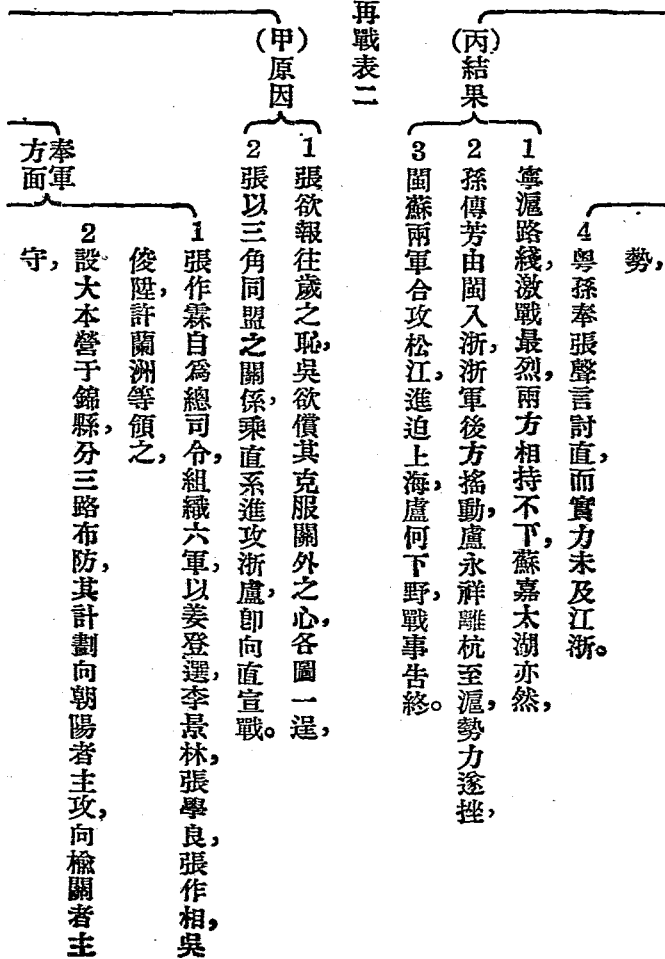 勢,
4 粵孫奉張聲言討直,而實力未及江浙。
(丙)結果
1 寧滬路綫,激戰最烈,兩方相持不下,蘇嘉太湖亦然,
2 孫傳芳由閩入浙,浙軍後方搖動,盧永祥離杭至滬,勢力遂挫,
3 閩蘇兩軍合攻松江,進迫上海,盧何下野,戰事告終。
再戰表二
(甲)原因
1 張欲報往歲之恥,吳欲償其克服關外之心,各圖一逞,
2 張以三角同盟之關係,乘直系進攻浙盧,卽向直宣戰。
奉軍
方面
1 張作霖自爲總司令,組織六軍,以姜登選,李景林,張學良,張作相,吳
俊陞,許蘭洲等領之,
2 設大本營于錦縣,分三路布防,其計劃向朝陽者主攻,向楡關者主
守,